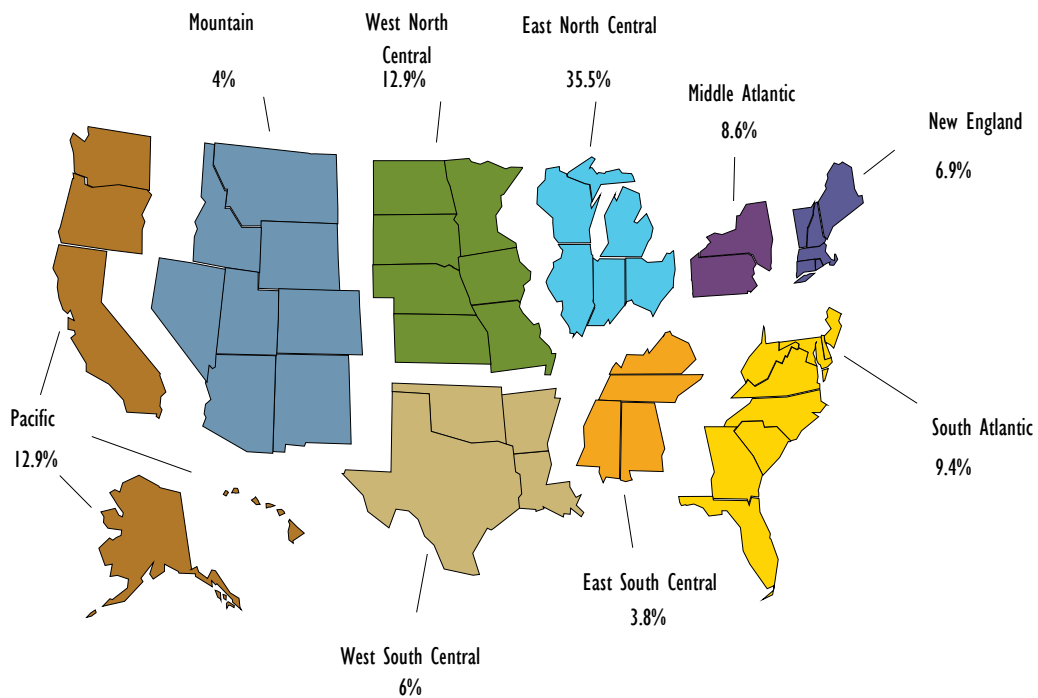 Mountain
4%
West North
Central
12.9%
East North Central
35.5%
Middle Atlantic
8.6%
New England
6.9%
Pacific
12.9%
South Atlantic
9.4%
East South Central
3.8%
West South Central
6%